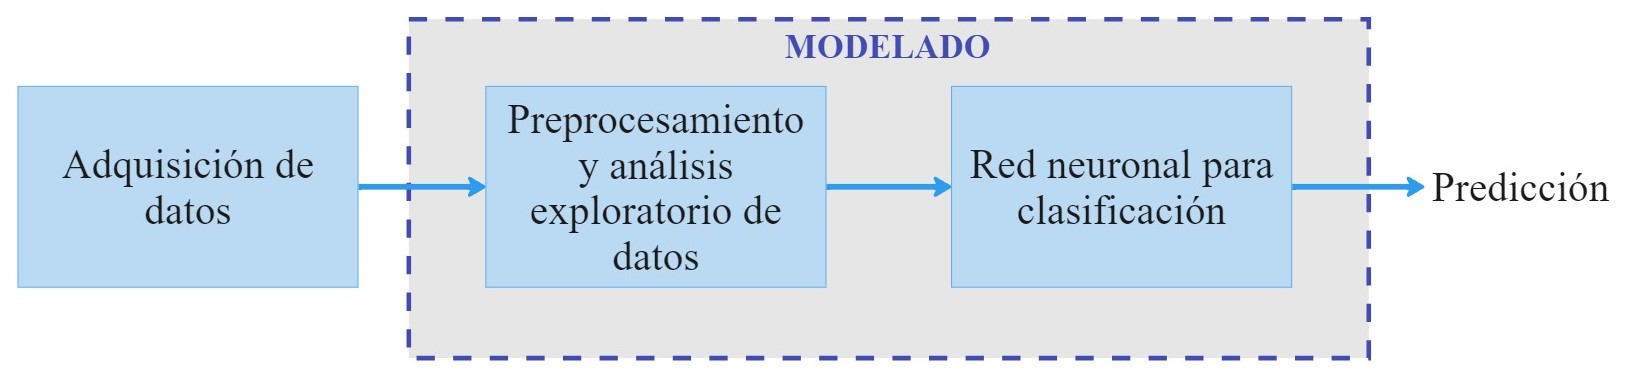 MODELADO
Adquisición de
datos
Preprocesamiento
y análisis
exploratorio de
datos
Red neuronal para
clasificación
Predicción